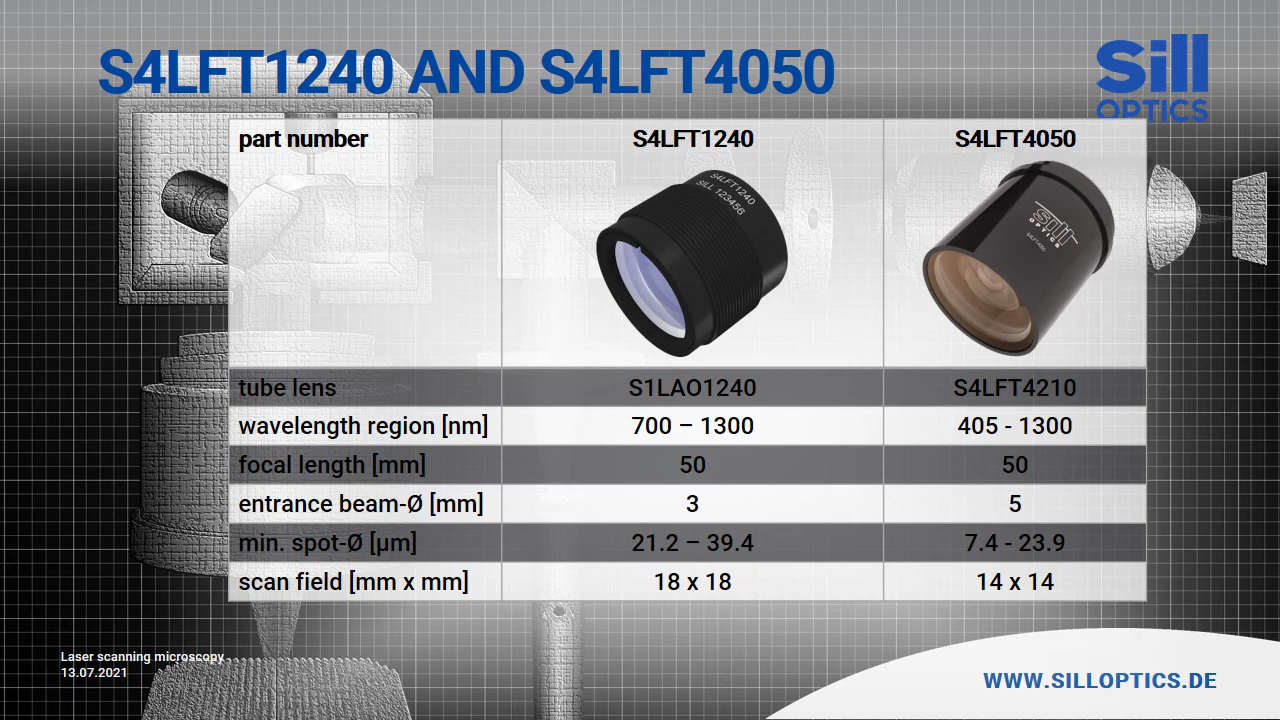 S4LFT1240 AND S4LFT4050
Sill
OPTICS
part number S4LFT1240 S4LFT4050
S4LFT1240
SILL 123456
Sill
OPTICS
S4LFT4050
tube lens S1LAO1240 S4LFT4210
wavelength region [nm] 700 – 1300 405 - 1300
focal length [mm] 50 50
entrance beam-Ø [mm] 3 5
min. spot-Ø [µm] 21.2 – 39.4 7.4 - 23.9
scan field [mm x mm] 18 x 18 14 x 14
Laser scanning microscopy
13.07.2021
WWW.SILLOPTICS.DE